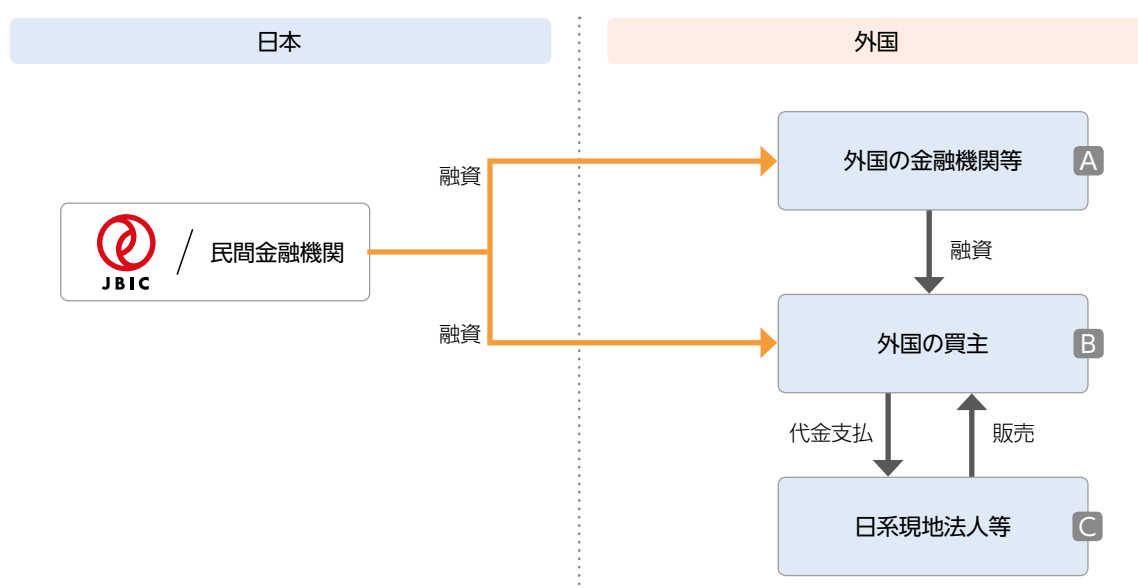 日本
外国
外国の金融機関等
A
融資
JBIC
/
民間金融機関
融資
融資
外国の買主
B
代金支払
販売
日系現地法人等
C